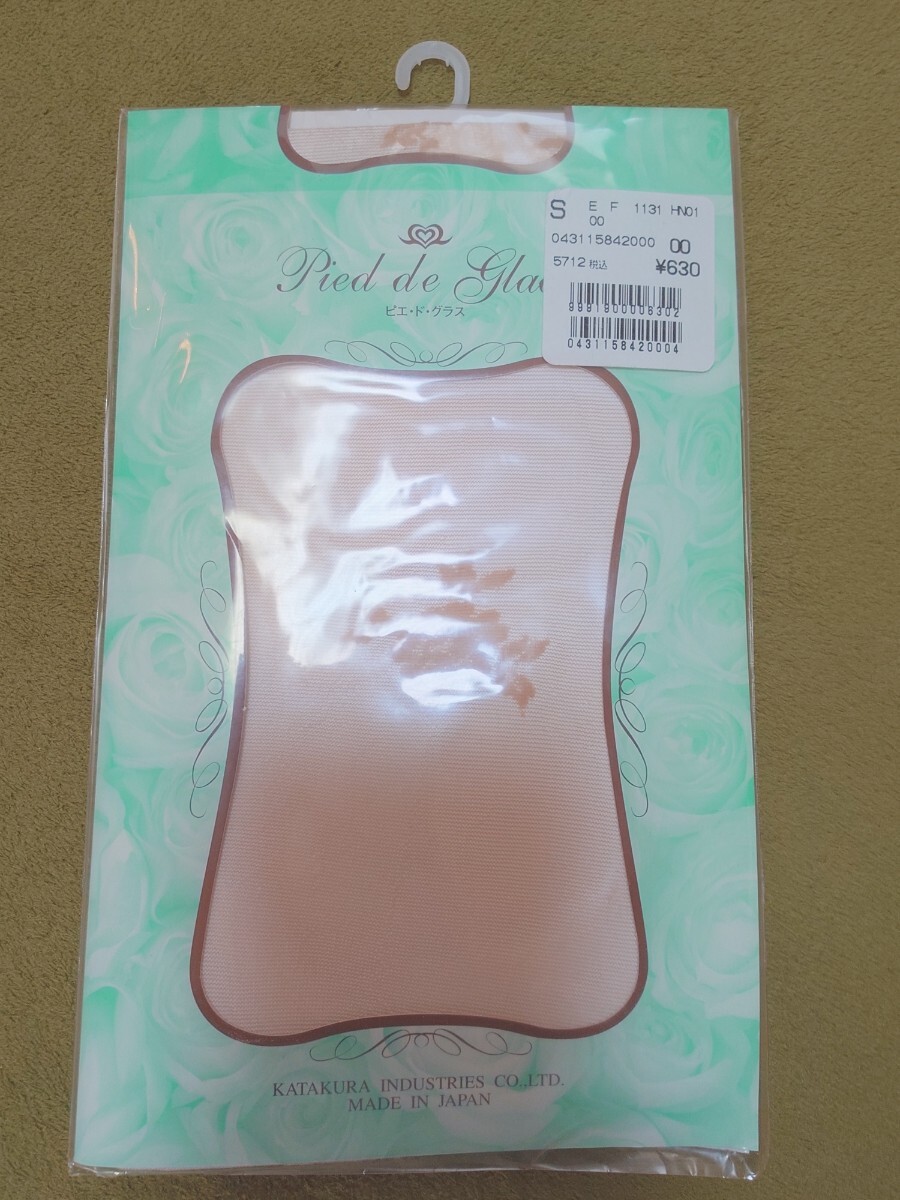 S E F 1131 HN01
00
043115842000 00
5712 税込 ¥630
8991900006302
0431158420004
Pied de Glac
ピエ・ド・グラス
KATAKURA INDUSTRIES CO.,LTD.
MADE IN JAPAN